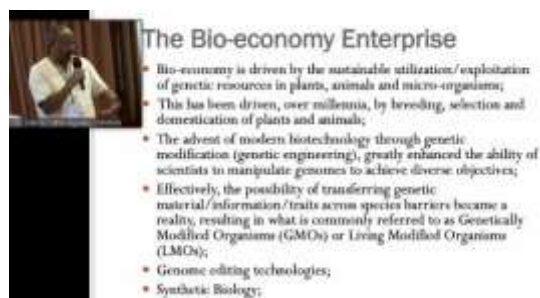 The Bio-economy Enterprise
• Bio-economy is driven by the sustainable utilization/exploitation
of genetic resources in plants, animals and micro-organisms;
• This has been driven, over millennia, by breeding, selection and
domestication of plants and animals;
• The advent of modern biotechnology through genetic
modification (genetic engineering), greatly enhanced the ability of
scientists to manipulate genomes to achieve diverse objectives;
• Effectively, the possibility of transferring genetic
material/information/traits across species barriers became a
reality, resulting in what is commonly referred to as Genetically
Modified Organisms (GMOs) or Living Modified Organisms
(LMOs);
• Genome editing technologies;
• Synthetic Biology;